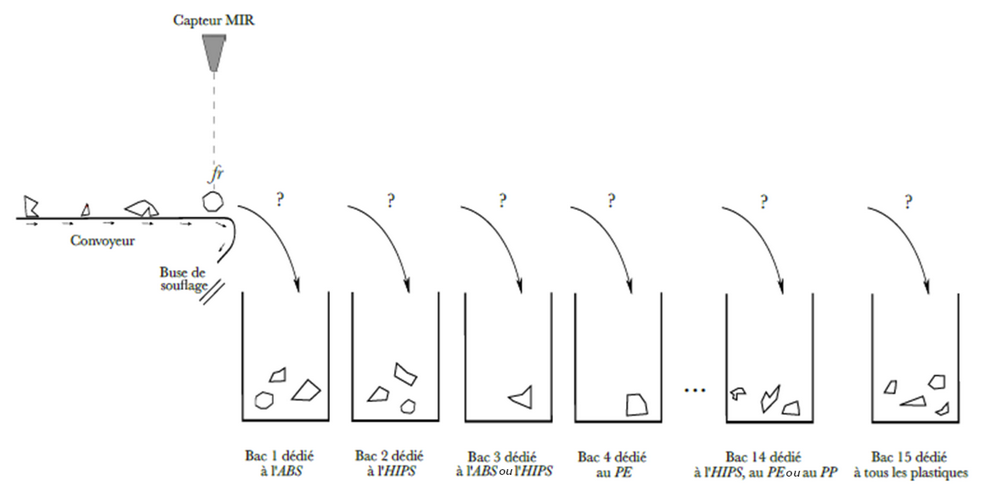 Capteur MIR
fr
? ? ? ? ? ?
Convoyeur
Buse de
souflage
...
Bac 1 dédié
à l'ABS
Bac 2 dédié
à l'HIPS
Bac 3 dédié
à l'ABS ou l'HIPS
Bac 4 dédié
au PE
Bac 14 dédié
à l'HIPS, au PE ou au PP
Bac 15 dédié
à tous les plastiques